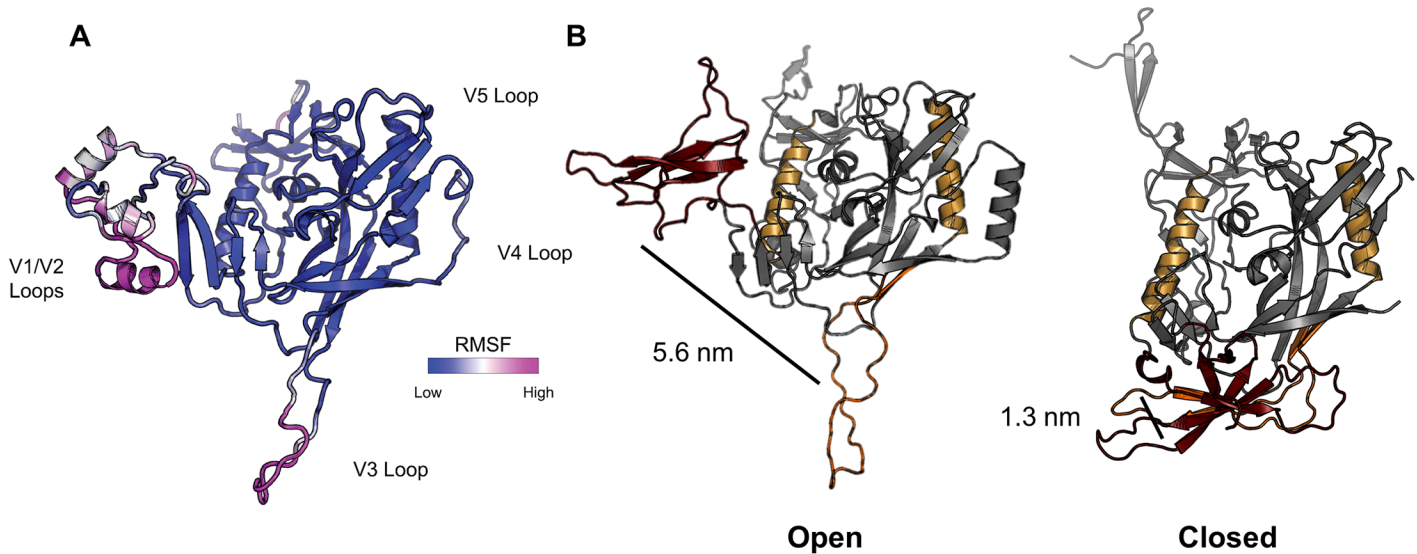 A
B
V5 Loop
V4 Loop
V1/V2
Loops
RMSF
Low
High
V3 Loop
5.6 nm
1.3 nm
Open
Closed